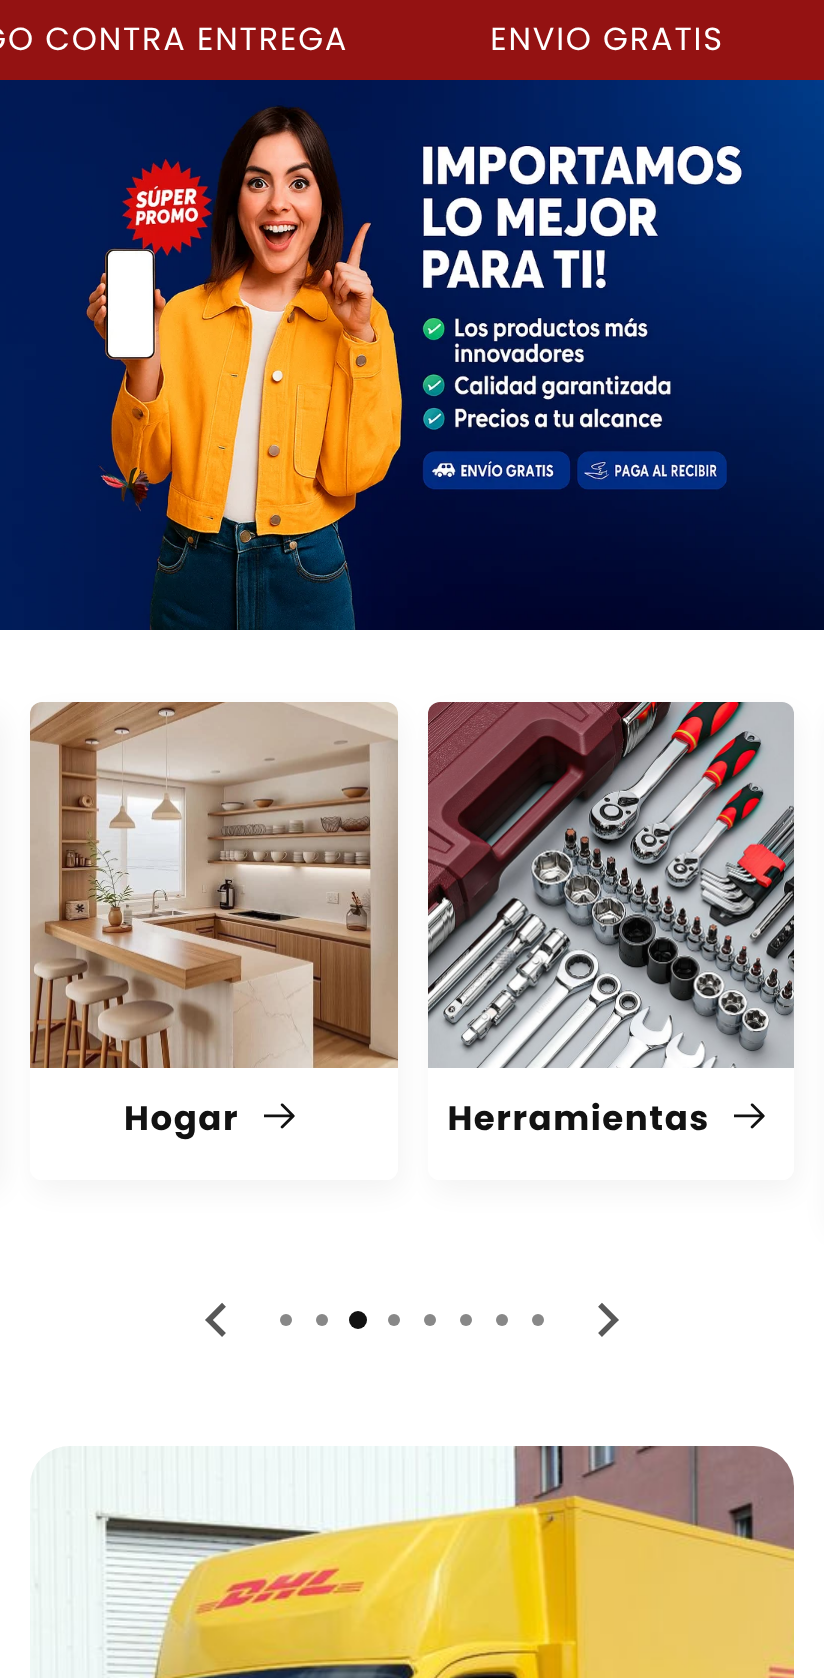 GO CONTRA ENTREGA
ENVIO GRATIS
SÚPER
PROMO
IMPORTAMOS
LO MEJOR
PARA TI!
Los productos más
innovadores
Calidad garantizada
Precios a tu alcance
ENVÍO GRATIS
PAGA AL RECIBIR
Hogar
Herramientas
DHL